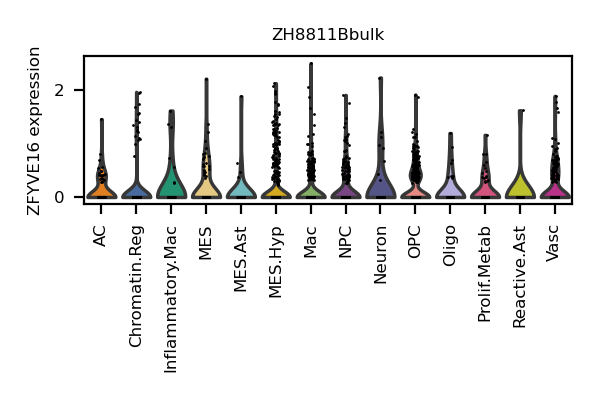 ZH8811Bbulk
ZFYVE16 expression
2
0
AC
Chromatin.Reg
Inflammatory.Mac
MES
MES.Ast
MES.Hyp
Mac
NPC
Neuron
OPC
Oligo
Prolif.Metab
Reactive.Ast
Vasc